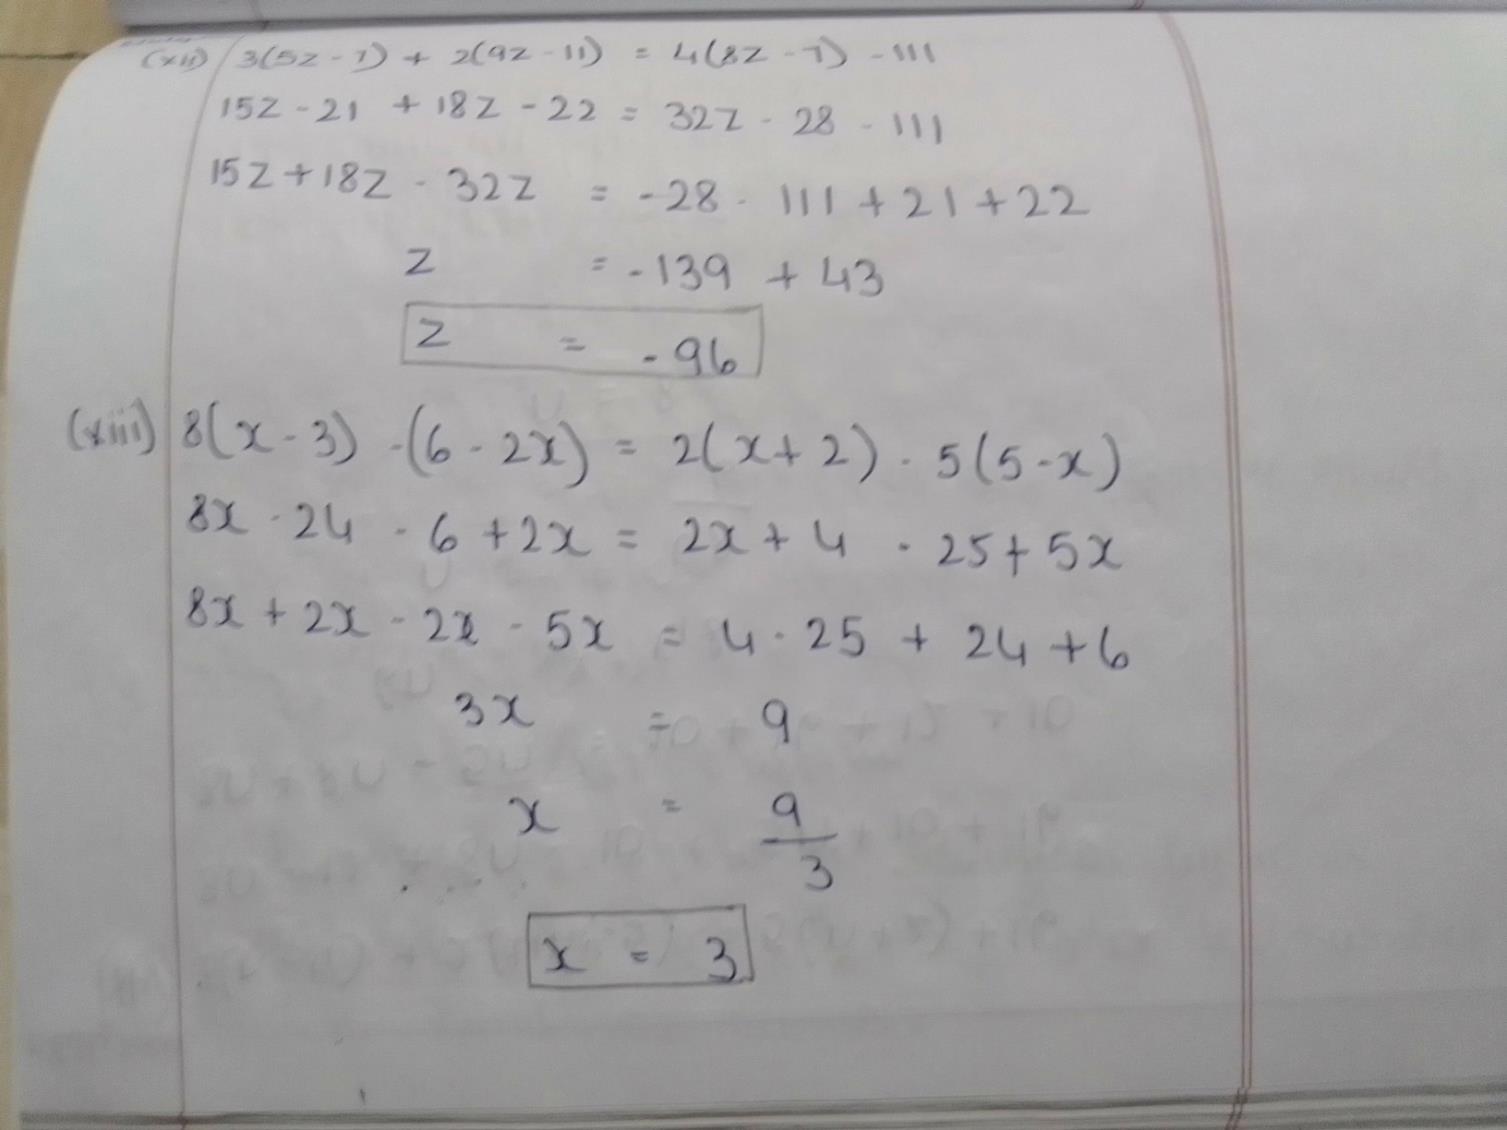 (xii) 3(5z - 7) + 2(9z - 11) = 4(8z - 7) - 111
15z - 21 + 18z - 22 = 32z - 28 - 111
15z + 18z - 32z = -28 - 111 + 21 + 22
z = -139 + 43
z = -96
(xiii) 8(x - 3) - (6 - 2x) = 2(x + 2) - 5(5 - x)
8x - 24 - 6 + 2x = 2x + 4 - 25 + 5x
8x + 2x - 2x - 5x = 4 - 25 + 24 + 6
3x = 9
x = 9/3
x = 3